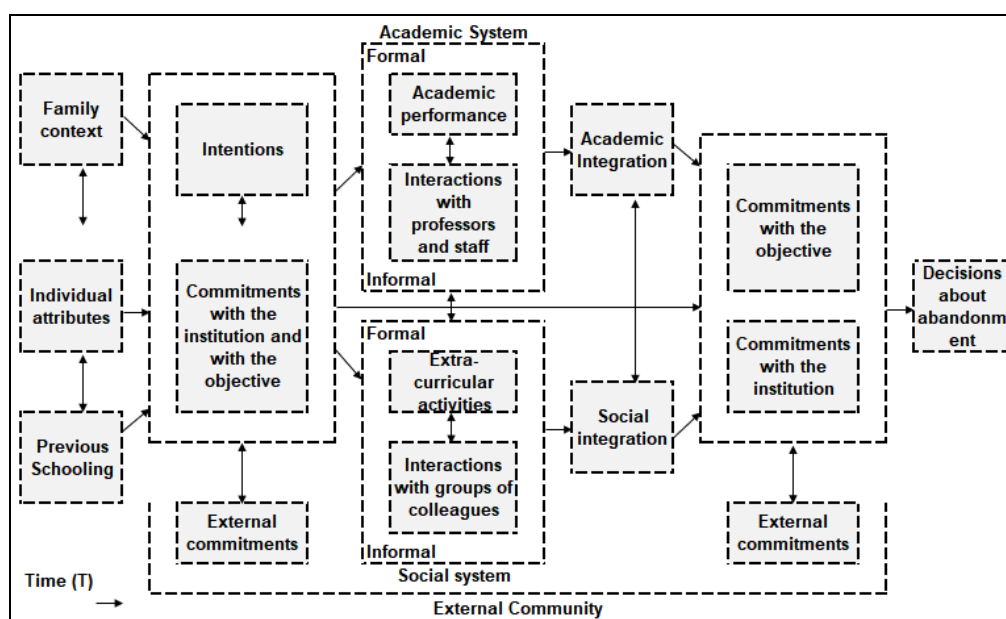 Academic System
Formal
Family
context
Intentions
Academic
performance
Interactions
with
professors
and staff
Informal
Academic
Integration
Individual
attributes
Commitments
with the
institution and
with the
objective
Commitments
with the
objective
Decisions
about
abandonm
ent
Formal
Extra-
curricular
activities
Commitments
with the
institution
Previous
Schooling
Social
integration
Interactions
with groups of
colleagues
External
commitments
External
commitments
Informal
Social system
Time (T)
External Community